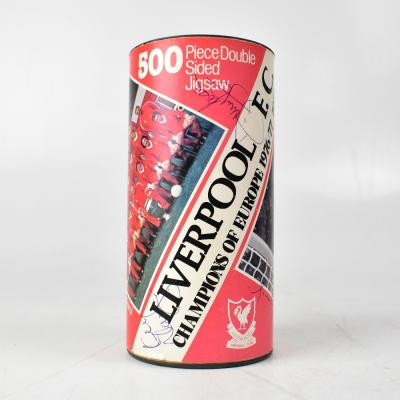 500 Piece Double
Sided
Jigsaw
LIVERPOOL F.C.
CHAMPIONS OF EUROPE 1976/77